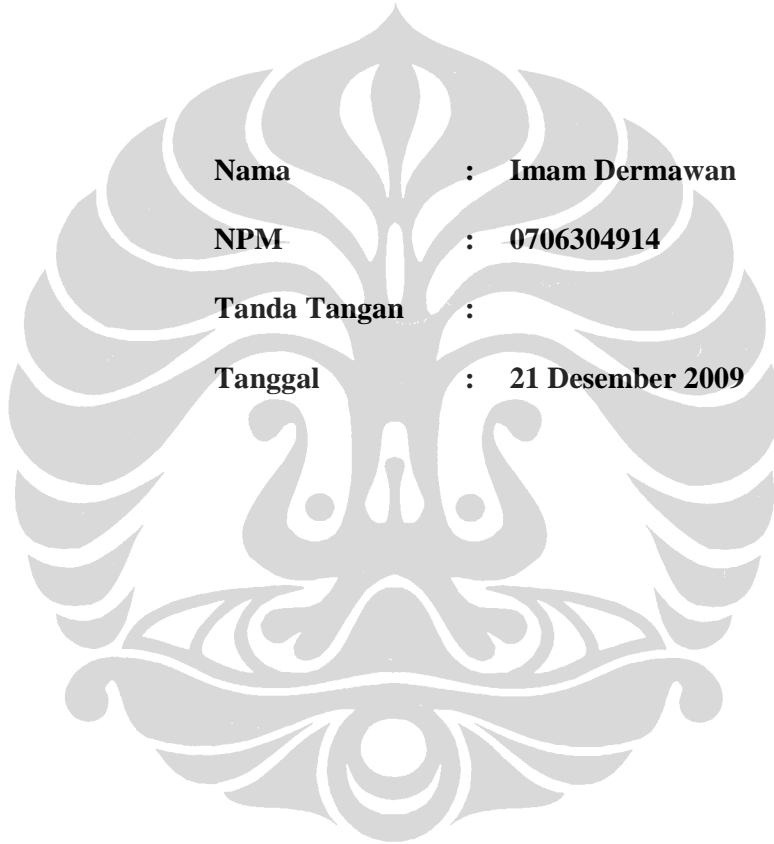 Nama : Imam Dermawan
NPM : 0706304914
Tanda Tangan :
Tanggal : 21 Desember 2009